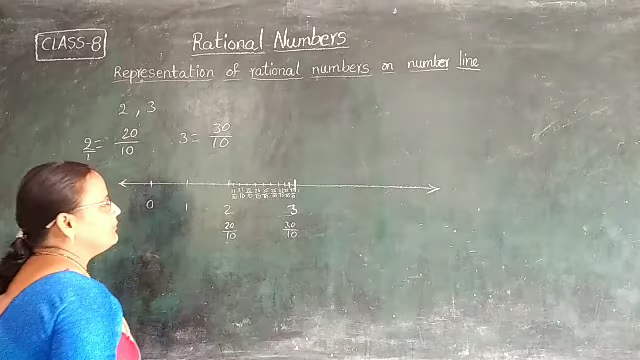 CLASS-8
Rational Numbers
Representation of rational numbers on number line
2 , 3
2/1 = 20/10 3 = 30/10
0 1 2 3
20/10 30/10